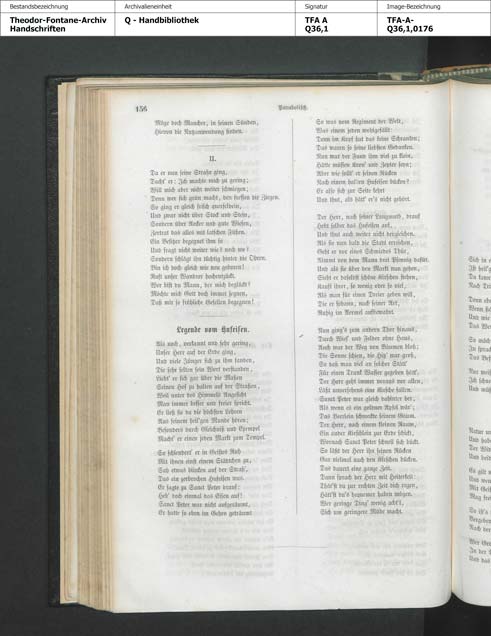 Bestandsbezeichnung
Archivalieneinheit
Signatur
Image-Bezeichnung
Theodor-Fontane-Archiv
Handschriften
Q - Handbibliothek
TFA A
Q36,1
TFA-A-
Q36,1,0176
156
Parabolisch.
Möge doch Mancher, in seinen Sünden,
Hievon die Nutzanwendung finden.
II.
Da er nun seine Straße ging,
Dacht' er: Ich machte mich zu gering;
Will mich aber nicht weiter schmiegen;
Denn wer sich grün macht, den fressen die Ziegen.
So ging er gleich frisch querfeldein,
Und zwar nicht über Stock und Stein,
Sondern über Aecker und gute Wiesen,
Zertrat das alles mit latschen Füßen.
Ein Besitzer begegnet ihm so
Und fragt nicht weiter wie? noch wo?
Sondern schlägt ihn tüchtig hinter die Ohren.
Bin ich doch gleich wie neu geboren!
Ruft unser Wandrer hochentzückt.
Wer bist du Mann, der mich beglückt?
Möchte mich Gott doch immer segnen,
Daß mir so fröhliche Gesellen begegnen!
Legende vom Hufeisen.
Als noch, verkannt und sehr gering,
Unser Herr auf der Erde ging,
Und viele Jünger sich zu ihm fanden,
Die sehr selten sein Wort verstanden,
Liebt' er sich gar über die Maßen
Seinen Hof zu halten auf der Straßen,
Weil unter des Himmels Angesicht
Man immer besser und freier spricht.
Er ließ sie da die höchsten Lehren
Aus seinem heil'gen Munde hören;
Besonders durch Gleichniß und Exempel
Macht' er einen jeden Markt zum Tempel.
So schlendert' er in Geistes Ruh
Mit ihnen einst einem Städtchen zu,
Sah etwas blinken auf der Straß',
Das ein zerbrochen Hufeisen was.
Er sagte zu Sanct Peter drauf:
Heb' doch einmal das Eisen auf!
Sanct Peter war nicht aufgeräumt,
Er hatte so eben im Gehen geträumt
So was vom Regiment der Welt,
Was einem jeden wohlgefällt:
Denn im Kopf hat das keine Schranken;
Das waren so seine liebsten Gedanken.
Nun war der Fund ihm viel zu klein,
Hätte müssen Kron' und Zepter seyn;
Aber wie sollt' er seinen Rücken
Nach einem halben Hufeisen bücken?
Er also sich zur Seite kehrt
Und thut, als hätt' er's nicht gehört.
Der Herr, nach seiner Langmuth, drauf
Hebt selber das Hufeisen auf,
Und thut auch weiter nicht dergleichen.
Als sie nun bald die Stadt erreichen,
Geht er vor eines Schmiedes Thür,
Nimmt von dem Mann drei Pfennig dafür.
Und als sie über den Markt nun gehen,
Sieht er daselbst schöne Kirschen stehen,
Kauft ihrer, so wenig oder so viel,
Als man für einen Dreier geben will,
Die er sodann, nach seiner Art,
Ruhig im Aermel aufbewahrt.
Nun ging's zum andern Thor hinaus,
Durch Wies' und Felder ohne Haus,
Auch war der Weg von Bäumen bloß;
Die Sonne schien, die Hitz' war groß,
So daß man viel an solcher Stätt'
Für einen Trunk Wasser gegeben hätt'.
Der Herr geht immer voraus vor allen,
Läßt unversehens eine Kirsche fallen.
Sanct Peter war gleich dahinter her,
Als wenn es ein goldner Apfel wär';
Das Beerlein schmeckte seinem Gaum.
Der Herr, nach einem kleinen Raum,
Ein ander Kirschlein zur Erde schickt,
Wornach Sanct Peter schnell sich bückt.
So läßt der Herr ihn seinen Rücken
Gar vielmal nach den Kirschen bücken.
Das dauert eine ganze Zeit.
Dann sprach der Herr mit Heiterkeit:
Thät'st du zur rechten Zeit dich regen,
Hätt'st du's bequemer haben mögen.
Wer geringe Ding' wenig acht't,
Sich um geringere Mühe macht.